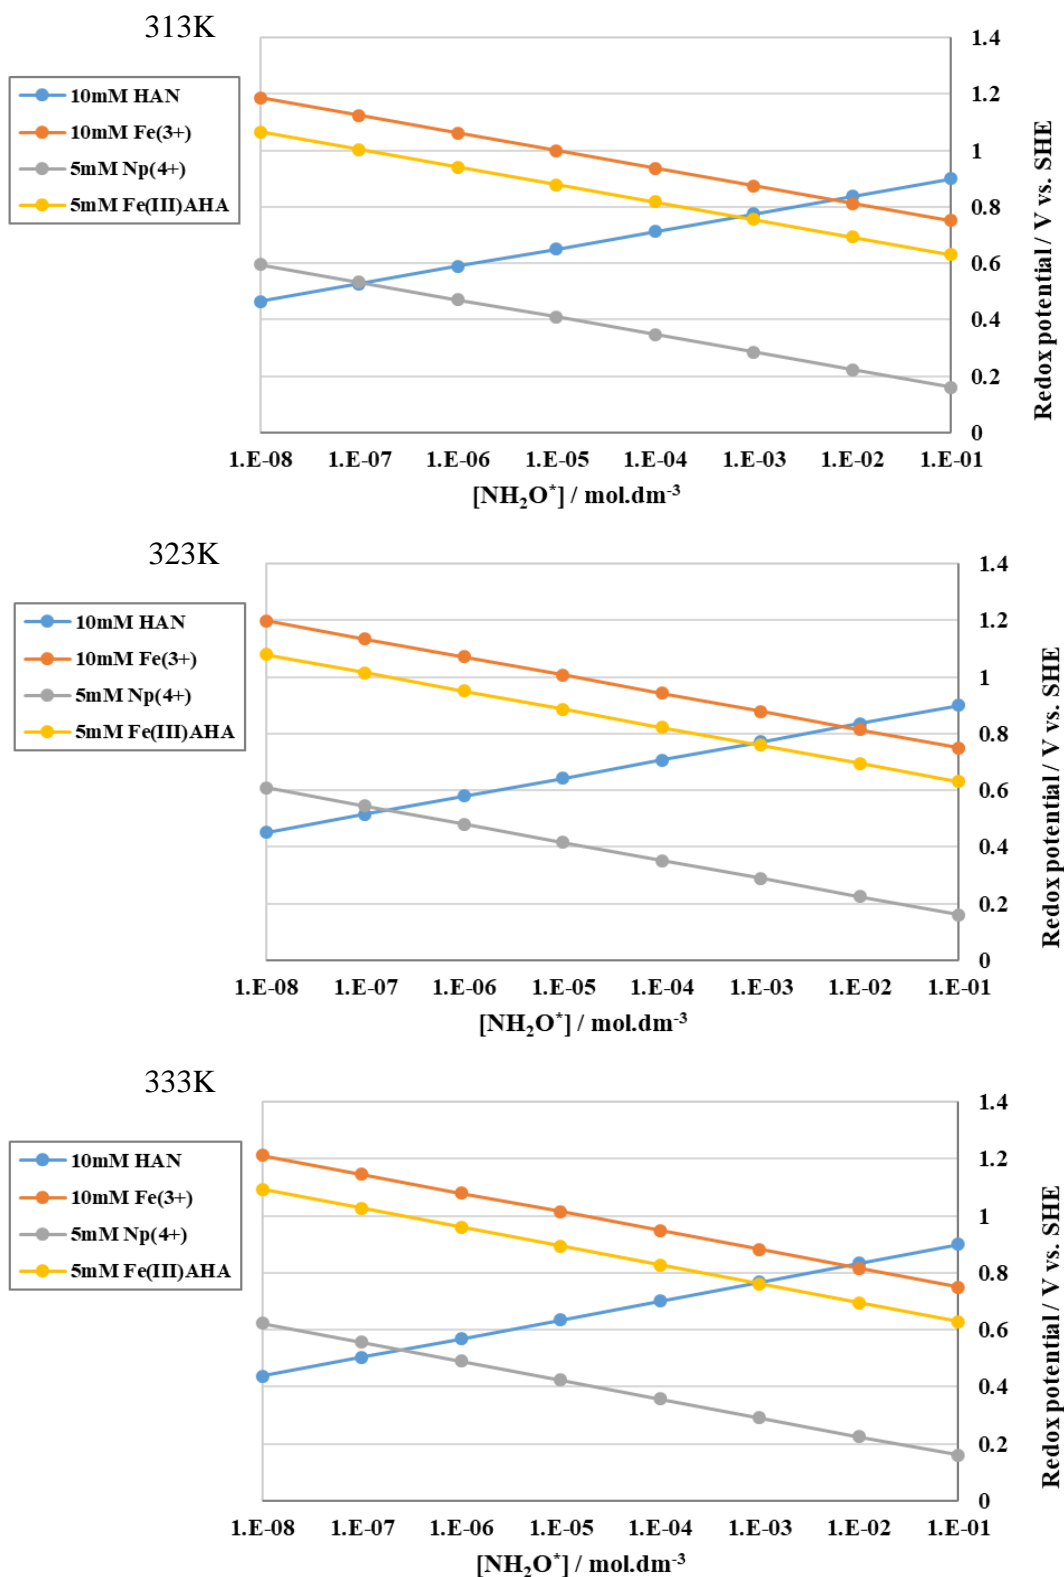 313K
10mM HAN
10mM Fe(3+)
5mM Np(4+)
5mM Fe(III)AHA
1.4
1.2
1
0.8
0.6
0.4
0.2
0
Redox potential / V vs. SHE
1.E-08 1.E-07 1.E-06 1.E-05 1.E-04 1.E-03 1.E-02 1.E-01
[NH₂O*] / mol.dm⁻³
323K
10mM HAN
10mM Fe(3+)
5mM Np(4+)
5mM Fe(III)AHA
1.4
1.2
1
0.8
0.6
0.4
0.2
0
Redox potential / V vs. SHE
1.E-08 1.E-07 1.E-06 1.E-05 1.E-04 1.E-03 1.E-02 1.E-01
[NH₂O*] / mol.dm⁻³
333K
10mM HAN
10mM Fe(3+)
5mM Np(4+)
5mM Fe(III)AHA
1.4
1.2
1
0.8
0.6
0.4
0.2
0
Redox potential / V vs. SHE
1.E-08 1.E-07 1.E-06 1.E-05 1.E-04 1.E-03 1.E-02 1.E-01
[NH₂O*] / mol.dm⁻³